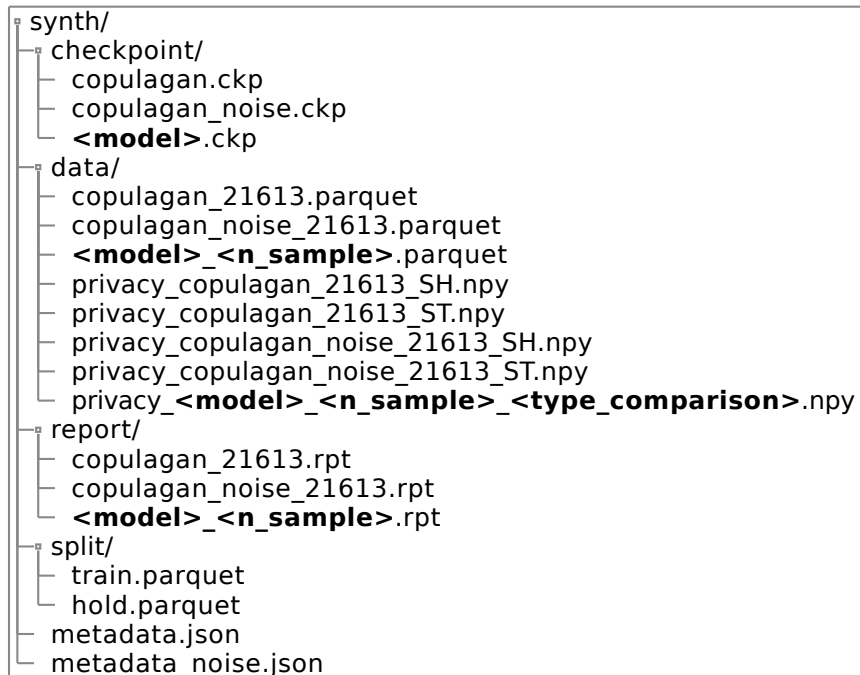 synth/
checkpoint/
copulagan.ckp
copulagan_noise.ckp
<model>.ckp
data/
copulagan_21613.parquet
copulagan_noise_21613.parquet
<model>_<n_sample>.parquet
privacy_copulagan_21613_SH.npy
privacy_copulagan_21613_ST.npy
privacy_copulagan_noise_21613_SH.npy
privacy_copulagan_noise_21613_ST.npy
privacy_<model>_<n_sample>_<type_comparison>.npy
report/
copulagan_21613.rpt
copulagan_noise_21613.rpt
<model>_<n_sample>.rpt
split/
train.parquet
hold.parquet
metadata.json
metadata_noise.json